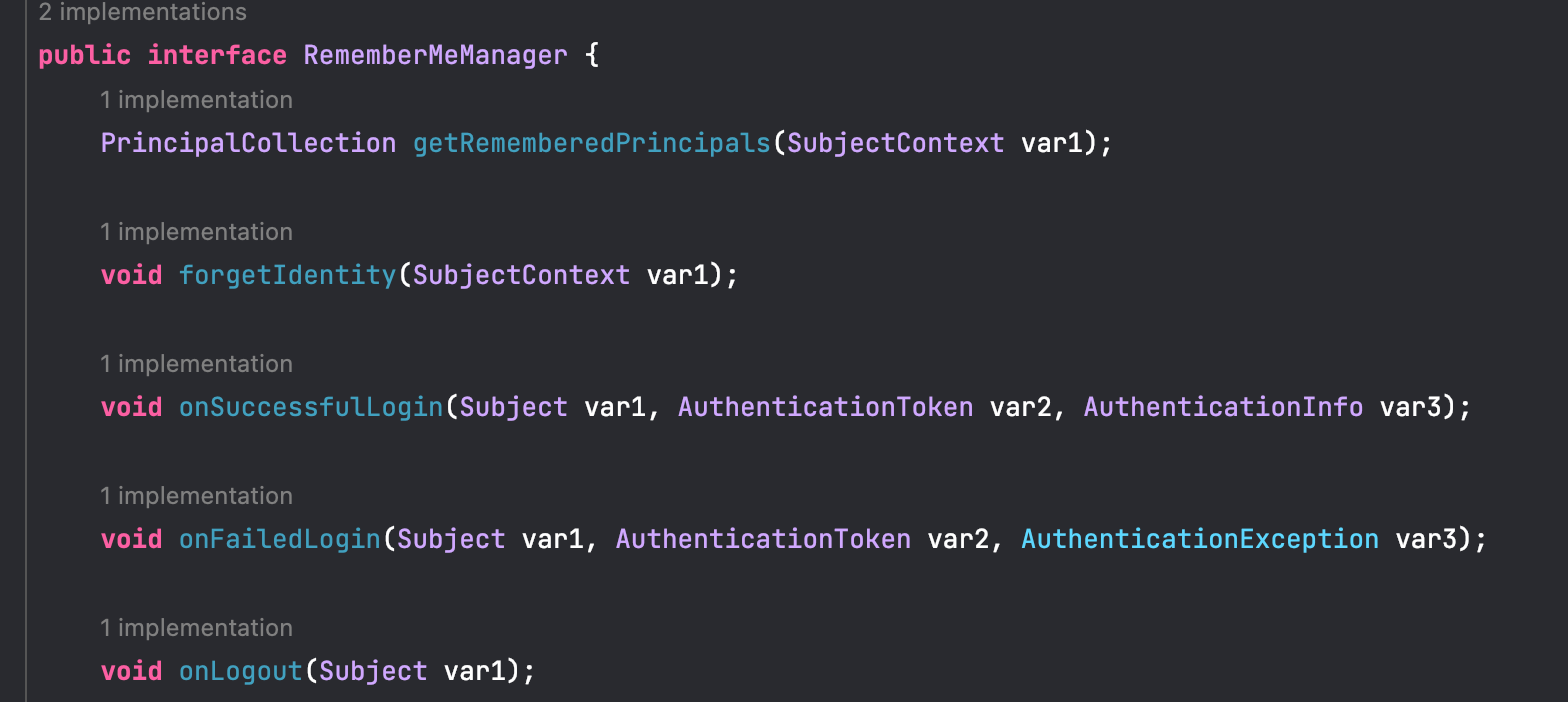 2 implementations
public interface RememberMeManager {
1 implementation
PrincipalCollection getRememberedPrincipals(SubjectContext var1);
1 implementation
void forgetIdentity(SubjectContext var1);
1 implementation
void onSuccessfulLogin(Subject var1, AuthenticationToken var2, AuthenticationInfo var3);
1 implementation
void onFailedLogin(Subject var1, AuthenticationToken var2, AuthenticationException var3);
1 implementation
void onLogout(Subject var1);